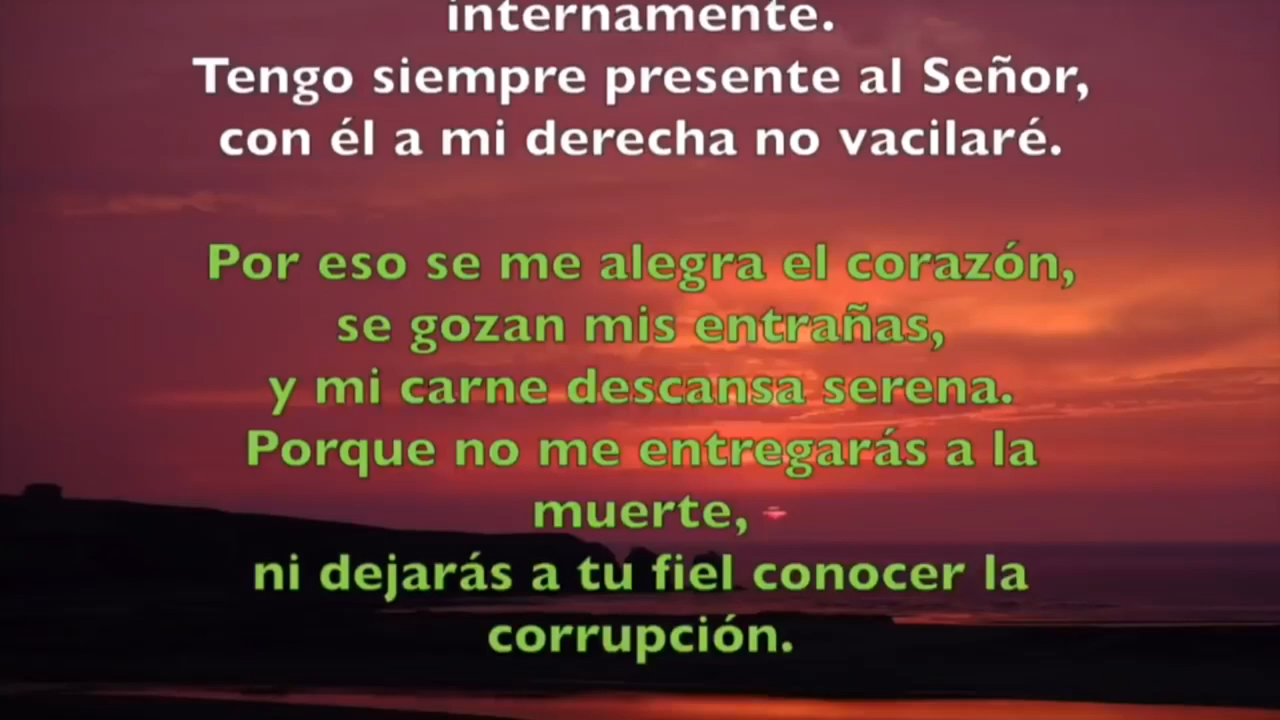 internamente.
Tengo siempre presente al Señor,
con él a mi derecha no vacilaré.
Por eso se me alegra el corazón,
se gozan mis entrañas,
y mi carne descansa serena.
Porque no me entregarás a la
muerte,
ni dejarás a tu fiel conocer la
corrupción.